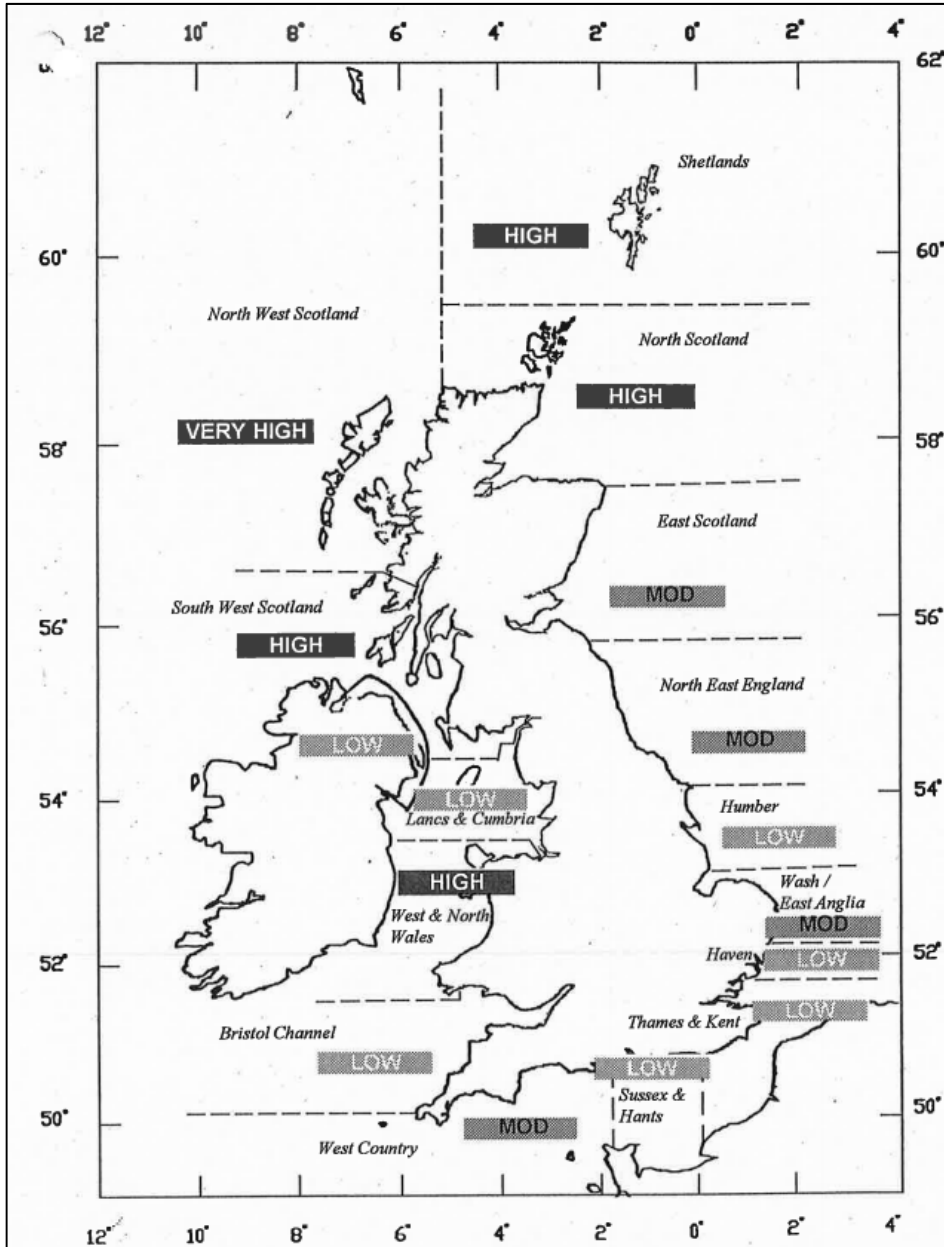 12° 10° 8° 6° 4° 2° 0° 2° 4°
62°
Shetlands
HIGH
60° 60°
North West Scotland
North Scotland
HIGH
VERY HIGH
58° 58°
East Scotland
MOD
South West Scotland
56° 56°
HIGH
North East England
MOD
LOW
54° 54°
LOW
Humber
Lancs & Cumbria
LOW
HIGH
Wash /
East Anglia
West & North
Wales
MOD
Haven
LOW
52° 52°
LOW
Thames & Kent
Bristol Channel
LOW
LOW
Sussex &
Hants
50° 50°
MOD
West Country
12° 10° 8° 6° 4° 2° 0° 2° 4°